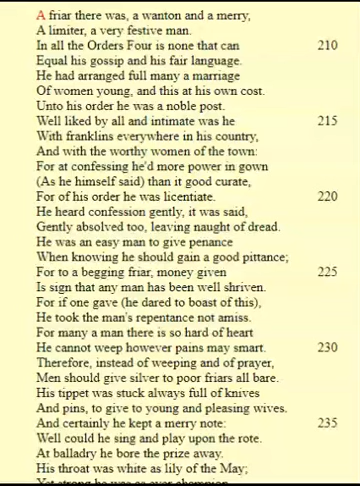 A friar there was, a wanton and a merry,
A limiter, a very festive man.
In all the Orders Four is none that can 210
Equal his gossip and his fair language.
He had arranged full many a marriage
Of women young, and this at his own cost.
Unto his order he was a noble post.
Well liked by all and intimate was he 215
With franklins everywhere in his country,
And with the worthy women of the town:
For at confessing he'd more power in gown
(As he himself said) than it good curate,
For of his order he was licentiate. 220
He heard confession gently, it was said,
Gently absolved too, leaving naught of dread.
He was an easy man to give penance
When knowing he should gain a good pittance;
For to a begging friar, money given 225
Is sign that any man has been well shriven.
For if one gave (he dared to boast of this),
He took the man's repentance not amiss.
For many a man there is so hard of heart
He cannot weep however pains may smart. 230
Therefore, instead of weeping and of prayer,
Men should give silver to poor friars all bare.
His tippet was stuck always full of knives
And pins, to give to young and pleasing wives.
And certainly he kept a merry note: 235
Well could he sing and play upon the rote.
At balladry he bore the prize away.
His throat was white as lily of the May;
Yet strong he was as ever champion